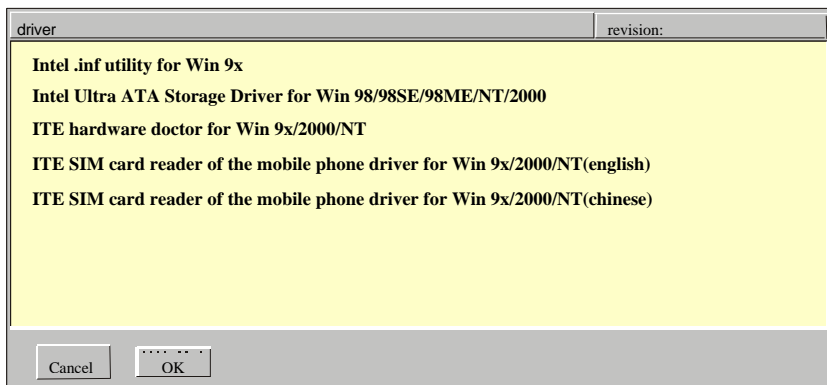 driver revision:
Intel .inf utility for Win 9x
Intel Ultra ATA Storage Driver for Win 98/98SE/98ME/NT/2000
ITE hardware doctor for Win 9x/2000/NT
ITE SIM card reader of the mobile phone driver for Win 9x/2000/NT(english)
ITE SIM card reader of the mobile phone driver for Win 9x/2000/NT(chinese)
Cancel OK